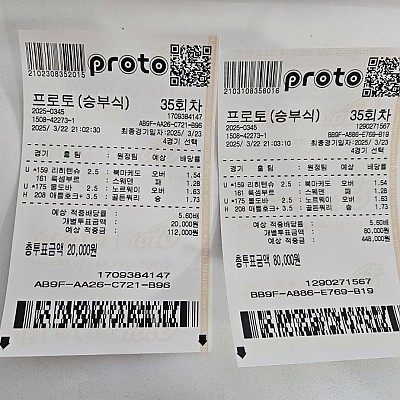 2102308352015
proto
프로토(승부식) 35회차
2025-0345 1709384147
1508-42273-1 AB9F-AA26-C721-B96
2025/ 3/22 21:02:30 최종경기일자:2025/ 3/23
4경기 선택
경기 홈팀 : 원정팀 예상 배당률
U *159 리히텐슈 2.5 : 북마케도 오버 1.54
161 룩셈부르 : 스웨덴 패 1.28
U *175 몰도바 2.5 : 노르웨이 오버 1.63
H 208 애틀호크+ 3.5 : 골든워리 승 1.73
예상 적중배당률 5.60배
개별투표금액 20,000원
예상 적중금 112,000원
총투표금액 20,000원
1709384147
AB9F-AA26-C721-B96
2103108358016
proto
프로토(승부식) 35회차
2025-0345 1290271567
1508-42273-1 BB9F-A886-E769-B19
2025/ 3/22 21:03:10 최종경기일자:2025/ 3/23
4경기 선택
경기 홈팀 : 원정팀 예상 배당률
U *159 리히텐슈 2.5 : 북마케도 오버 1.54
161 룩셈부르 : 스웨덴 패 1.28
U *175 몰도바 2.5 : 노르웨이 오버 1.63
H 208 애틀호크+ 3.5 : 골든워리 승 1.73
예상 적중배당률 5.60배
개별투표금액 80,000원
예상 적중금 448,000원
총투표금액 80,000원
1290271567
BB9F-A886-E769-B19